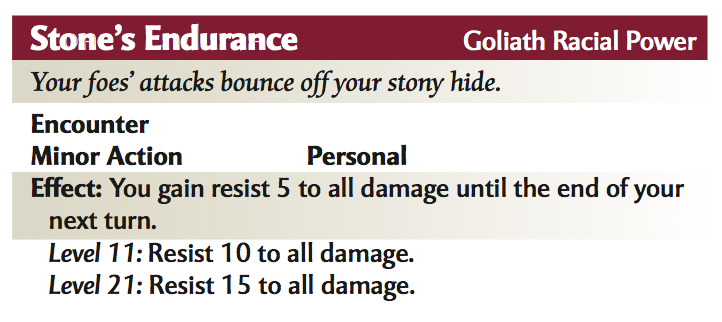 Stone's Endurance Goliath Racial Power
Your foes' attacks bounce off your stony hide.
Encounter
Minor Action Personal
Effect: You gain resist 5 to all damage until the end of your
next turn.
Level 11: Resist 10 to all damage.
Level 21: Resist 15 to all damage.